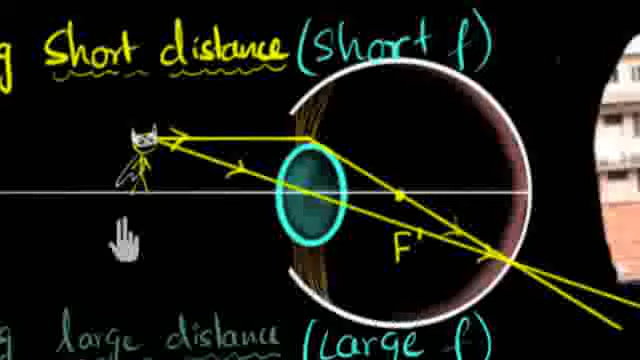 g Short distance (Short f)
F'
g large distance (Large f)